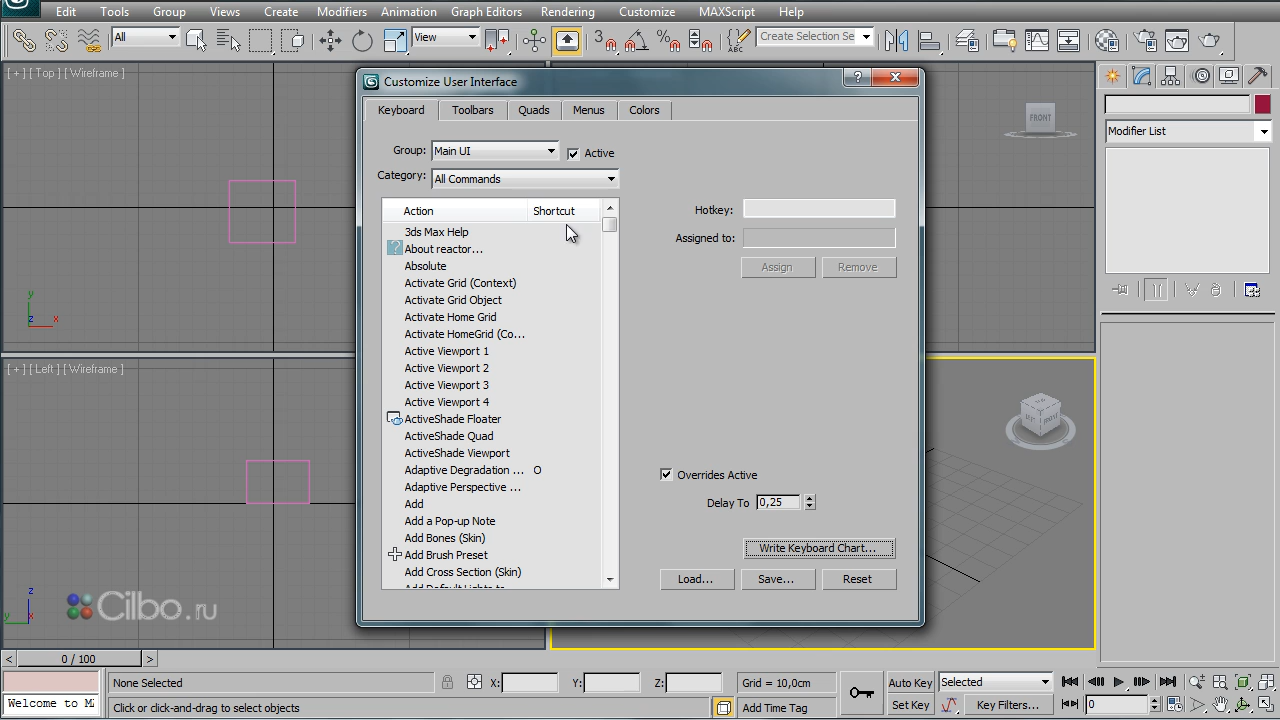 Edit Tools Group Views Create Modifiers Animation Graph Editors Rendering Customize MAXScript Help
All View 3 ABC Create Selection Se
[ + ] [ Top ] [ Wireframe ]
Customize User Interface ?
Keyboard Toolbars Quads Menus Colors
FRONT
Modifier List
Group: Main UI Active
Category: All Commands
Action Shortcut
Hotkey:
Assigned to:
Assign Remove
3ds Max Help
About reactor...
Absolute
Activate Grid (Context)
Activate Grid Object
Activate Home Grid
Activate HomeGrid (Co...
Active Viewport 1
Active Viewport 2
Active Viewport 3
Active Viewport 4
ActiveShade Floater
ActiveShade Quad
ActiveShade Viewport
Adaptive Degradation ... O
Adaptive Perspective ...
Add
Add a Pop-up Note
Add Bones (Skin)
Add Brush Preset
Add Cross Section (Skin)
Add Default Lights to
y
z x
[ + ] [ Left ] [ Wireframe ]
Overrides Active
Delay To 0,25
Write Keyboard Chart...
Load... Save... Reset
z
y x
Cilbo.ru
< 0 / 100 >
None Selected X: Y: Z: Grid = 10,0cm Auto Key Selected
Welcome to M Click or click-and-drag to select objects Add Time Tag Set Key Key Filters... 0